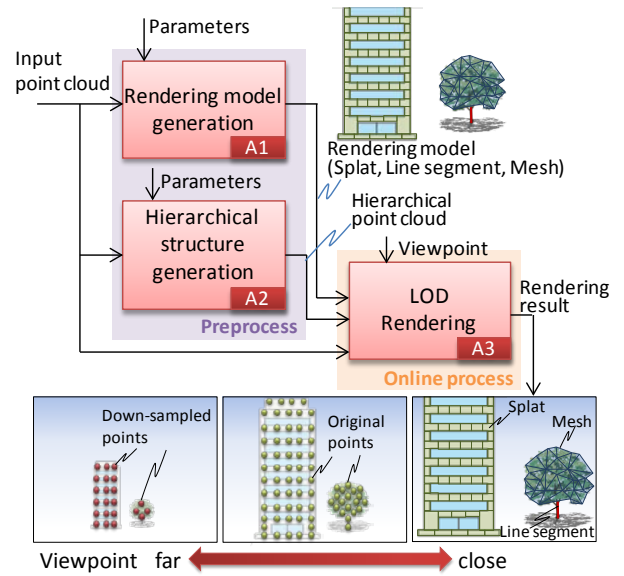 Parameters
Input
point cloud
Rendering model
generation
A1
Rendering model
(Splat, Line segment, Mesh)
Parameters
Hierarchical
structure
generation
A2
Preprocess
Hierarchical
point cloud
Viewpoint
LOD
Rendering
A3
Online process
Rendering
result
Down-sampled
points
Original
points
Splat
Mesh
Line segment
Viewpoint far
close